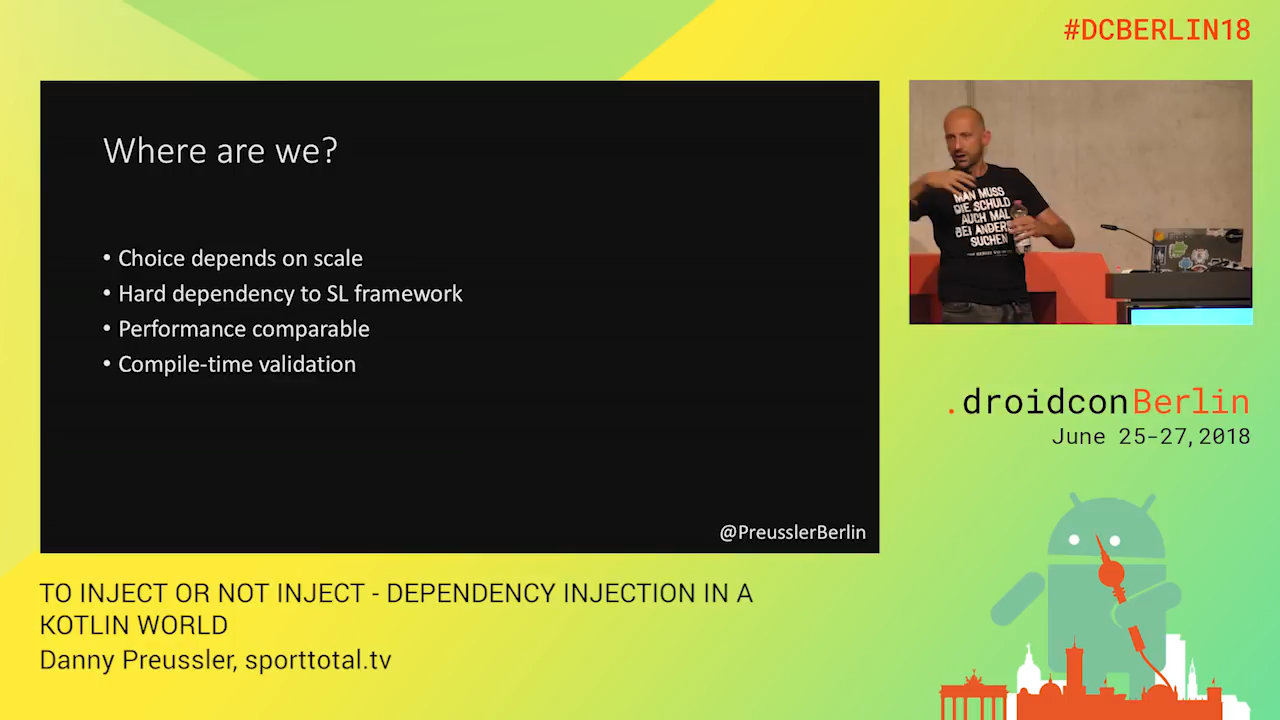 #DCBERLIN18
Where are we?
• Choice depends on scale
• Hard dependency to SL framework
• Performance comparable
• Compile-time validation
@PreusslerBerlin
MAN MUSS
DIE SCHULD
AUCH MAL
BEI ANDEREN
SUCHEN
.droidconBerlin
June 25-27,2018
TO INJECT OR NOT INJECT - DEPENDENCY INJECTION IN A
KOTLIN WORLD
Danny Preussler, sporttotal.tv